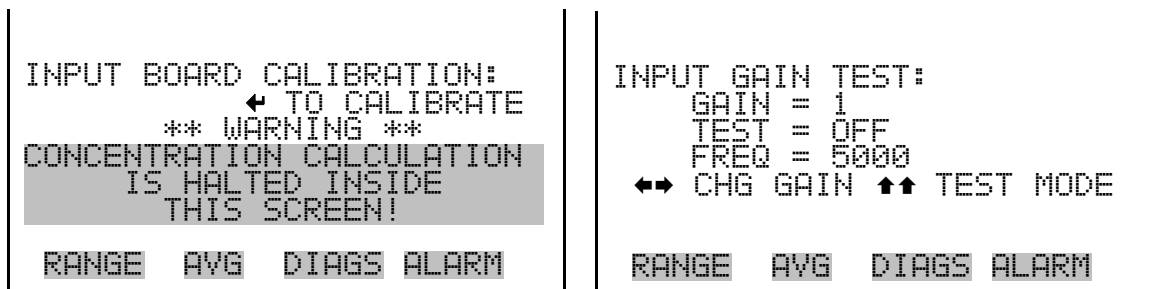 INPUT BOARD CALIBRATION:
↵ TO CALIBRATE
** WARNING **
CONCENTRATION CALCULATION
IS HALTED INSIDE
THIS SCREEN!
RANGE AVG DIAGS ALARM
INPUT GAIN TEST:
GAIN = 1
TEST = OFF
FREQ = 5000
←→ CHG GAIN ↑↑ TEST MODE
RANGE AVG DIAGS ALARM